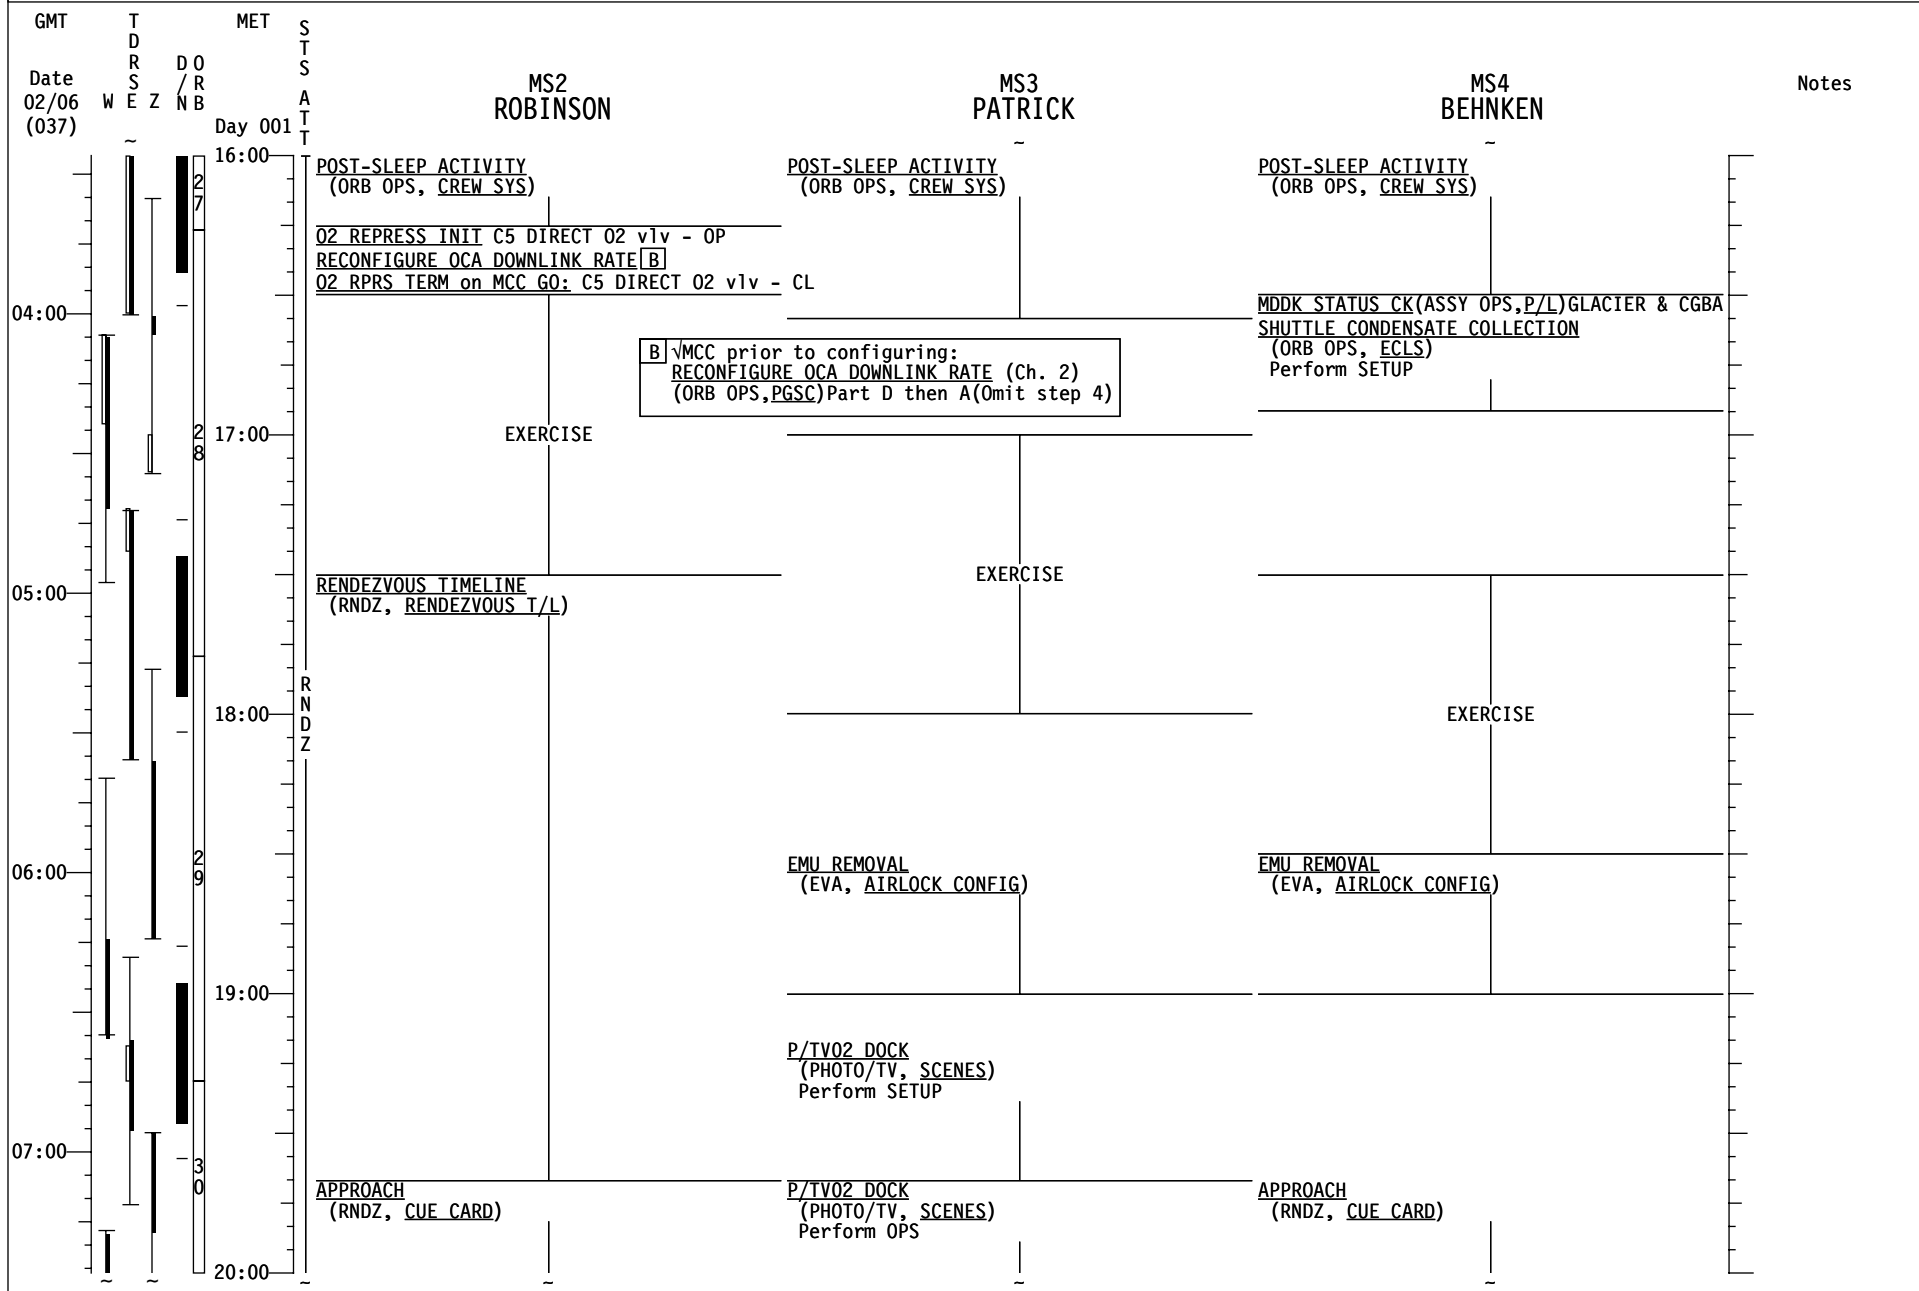 GMT
TDRS
MET
STS ATT
Date
02/06
(037)
W E Z
D/N
ORB
Day 001
MS2
ROBINSON
MS3
PATRICK
MS4
BEHNKEN
Notes
~
~
~
16:00
POST-SLEEP ACTIVITY
(ORB OPS, CREW SYS)
POST-SLEEP ACTIVITY
(ORB OPS, CREW SYS)
POST-SLEEP ACTIVITY
(ORB OPS, CREW SYS)
27
O2 REPRESS INIT C5 DIRECT O2 vlv - OP
RECONFIGURE OCA DOWNLINK RATE B
O2 RPRS TERM on MCC GO: C5 DIRECT O2 vlv - CL
04:00
MDDK STATUS CK(ASSY OPS,P/L)GLACIER & CGBA
SHUTTLE CONDENSATE COLLECTION
(ORB OPS, ECLS)
Perform SETUP
B √MCC prior to configuring:
RECONFIGURE OCA DOWNLINK RATE (Ch. 2)
(ORB OPS,PGSC)Part D then A(Omit step 4)
28
17:00
EXERCISE
EXERCISE
05:00
RENDEZVOUS TIMELINE
(RNDZ, RENDEZVOUS T/L)
RNDZ
18:00
EXERCISE
29
06:00
EMU REMOVAL
(EVA, AIRLOCK CONFIG)
EMU REMOVAL
(EVA, AIRLOCK CONFIG)
19:00
P/TV02 DOCK
(PHOTO/TV, SCENES)
Perform SETUP
07:00
30
APPROACH
(RNDZ, CUE CARD)
P/TV02 DOCK
(PHOTO/TV, SCENES)
Perform OPS
APPROACH
(RNDZ, CUE CARD)
20:00
~ ~ ~ ~ ~ ~